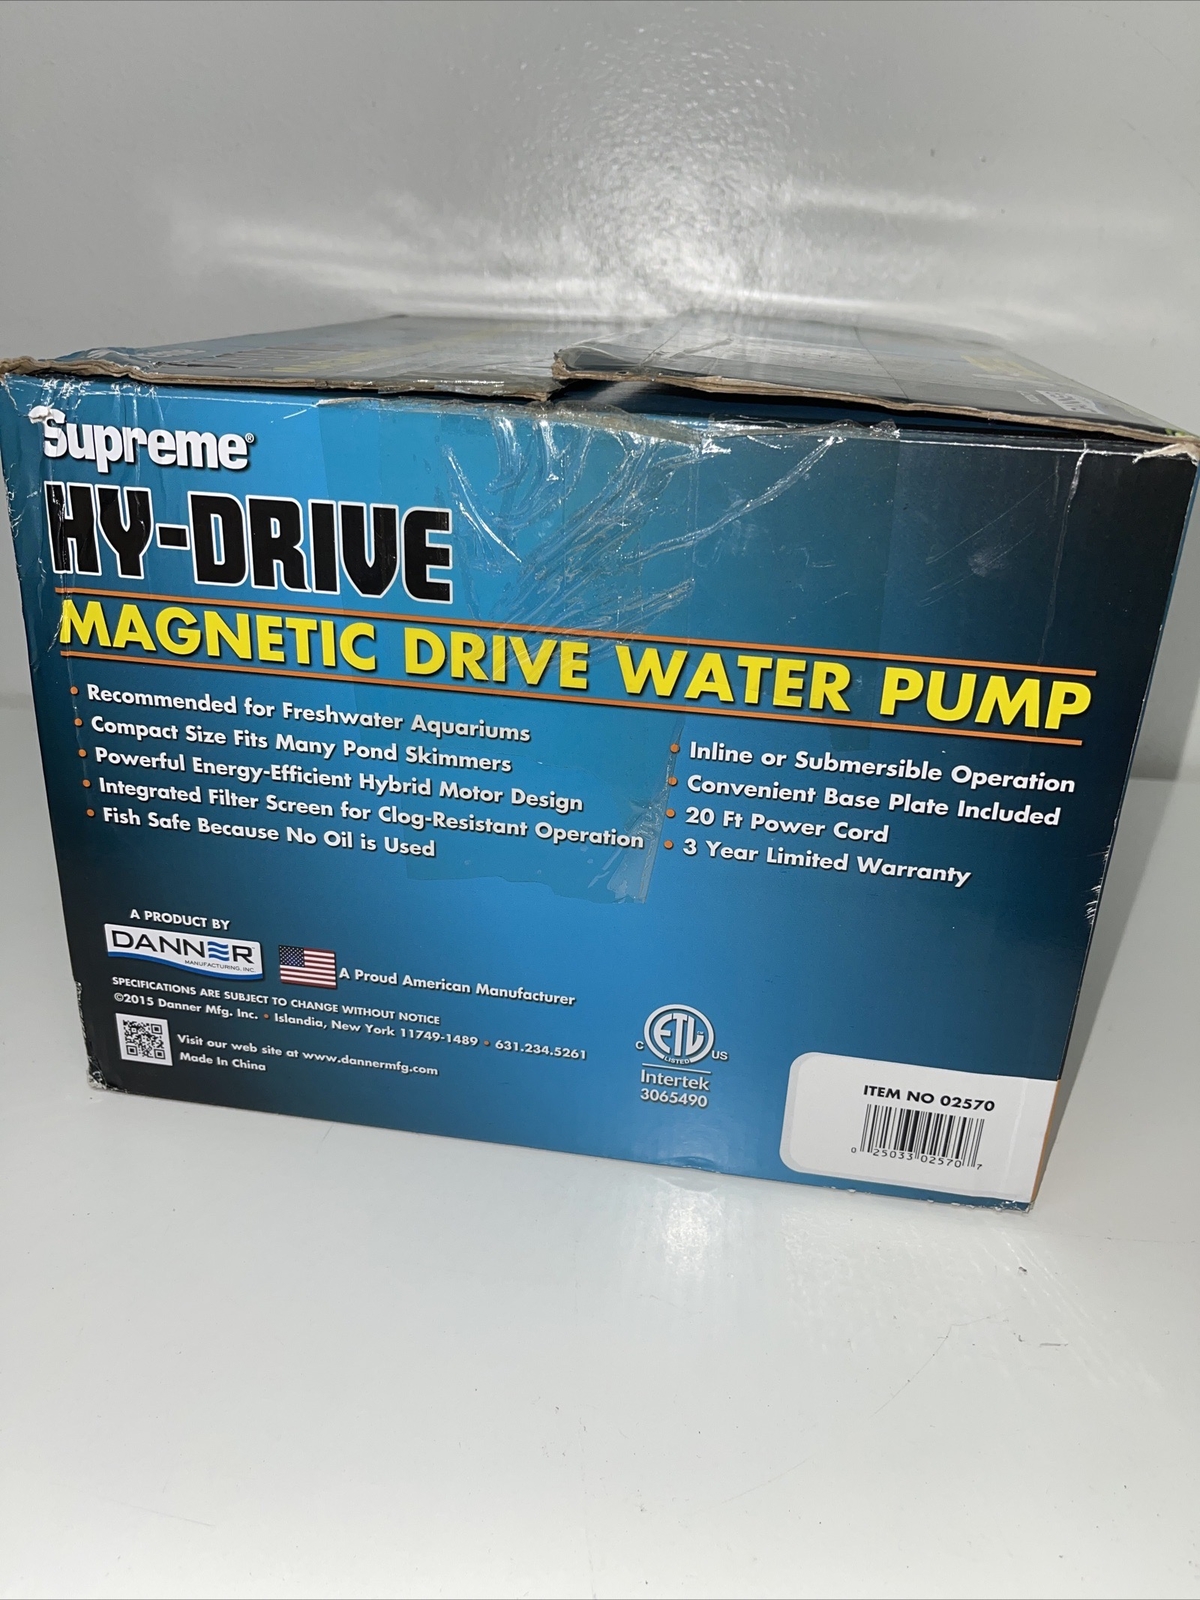 Supreme®
HY-DRIVE
MAGNETIC DRIVE WATER PUMP
• Recommended for Freshwater Aquariums
• Compact Size Fits Many Pond Skimmers
• Powerful Energy-Efficient Hybrid Motor Design
• Integrated Filter Screen for Clog-Resistant Operation
• Fish Safe Because No Oil is Used
• Inline or Submersible Operation
• Convenient Base Plate Included
• 20 Ft Power Cord
• 3 Year Limited Warranty
A PRODUCT BY
DANNER
MANUFACTURING, INC.
A Proud American Manufacturer
SPECIFICATIONS ARE SUBJECT TO CHANGE WITHOUT NOTICE
©2015 Danner Mfg. Inc. • Islandia, New York 11749-1489 • 631.234.5261
Visit our web site at www.dannermfg.com
Made In China
ETL
LISTED
C US
Intertek
3065490
ITEM NO 02570
0 25033 02570 7